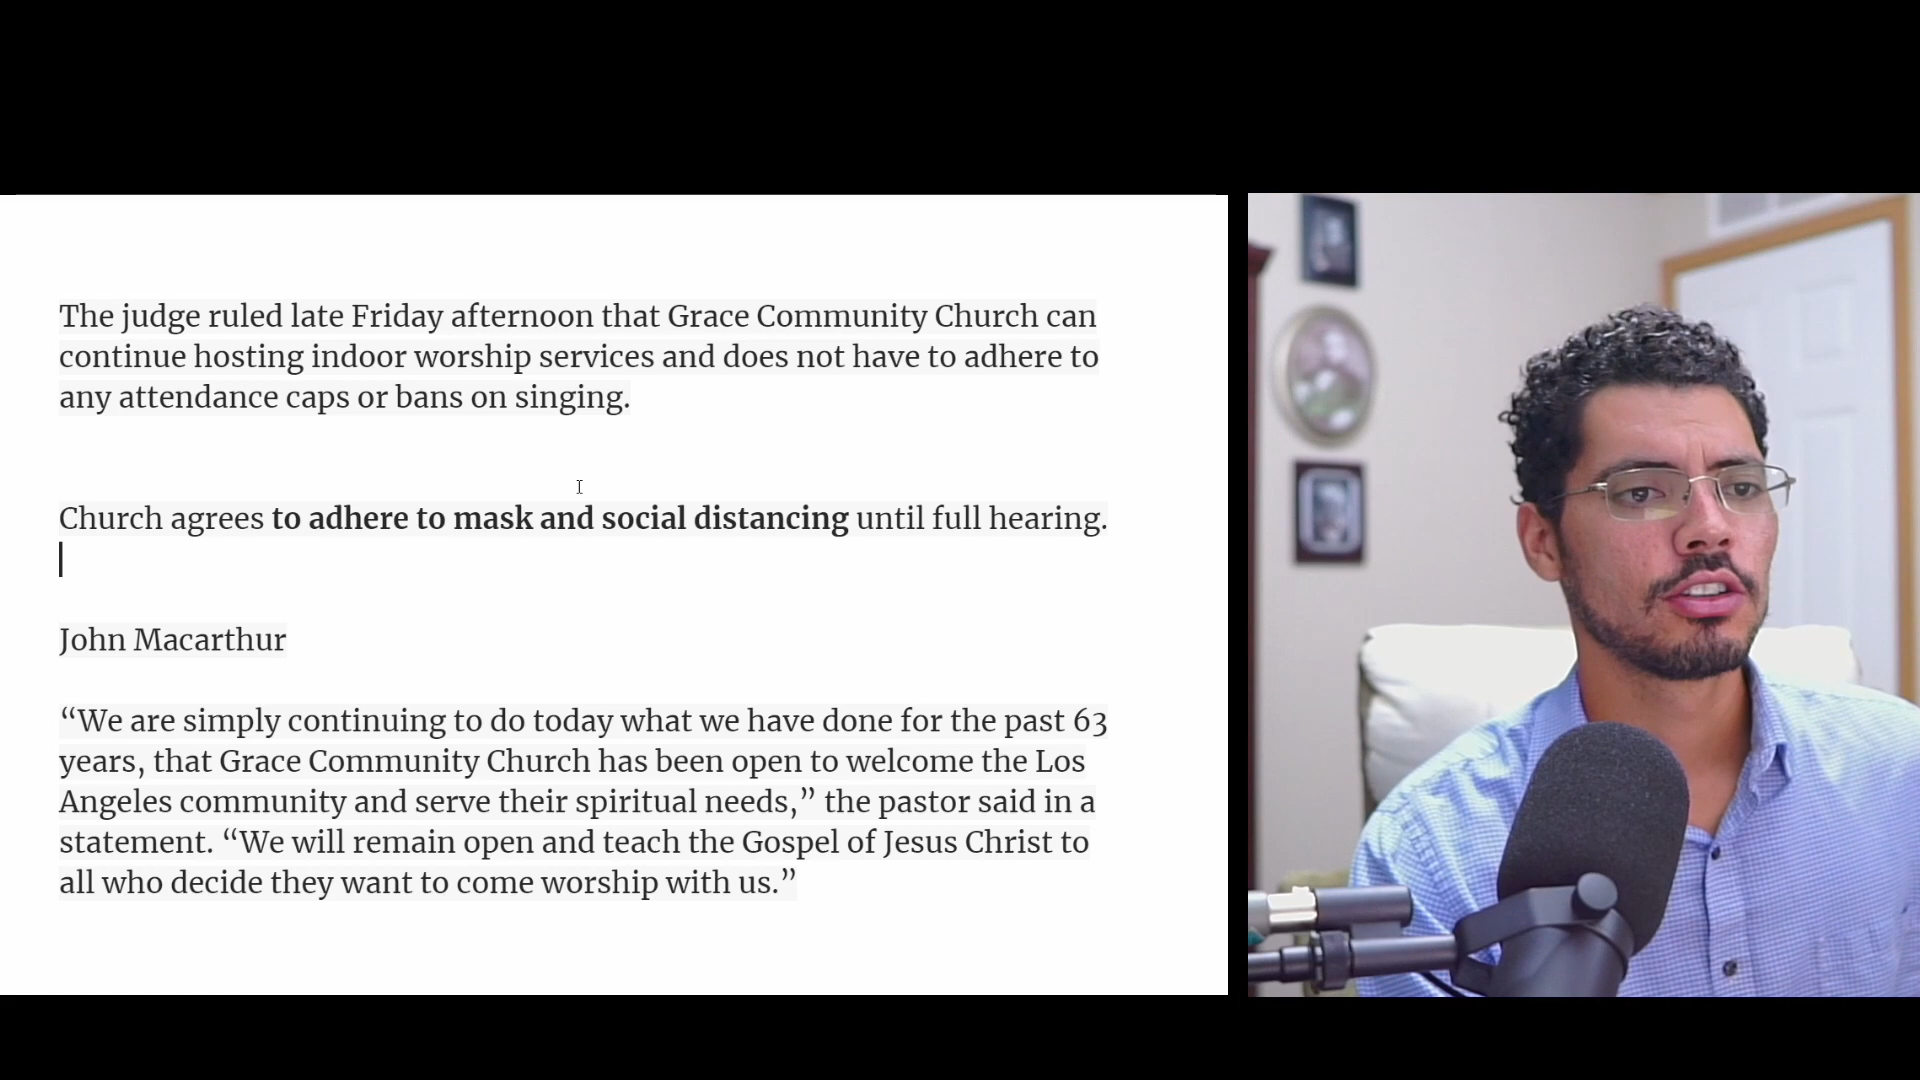 The judge ruled late Friday afternoon that Grace Community Church can
continue hosting indoor worship services and does not have to adhere to
any attendance caps or bans on singing.
Church agrees to adhere to mask and social distancing until full hearing.
John Macarthur
“We are simply continuing to do today what we have done for the past 63
years, that Grace Community Church has been open to welcome the Los
Angeles community and serve their spiritual needs,” the pastor said in a
statement. “We will remain open and teach the Gospel of Jesus Christ to
all who decide they want to come worship with us.”